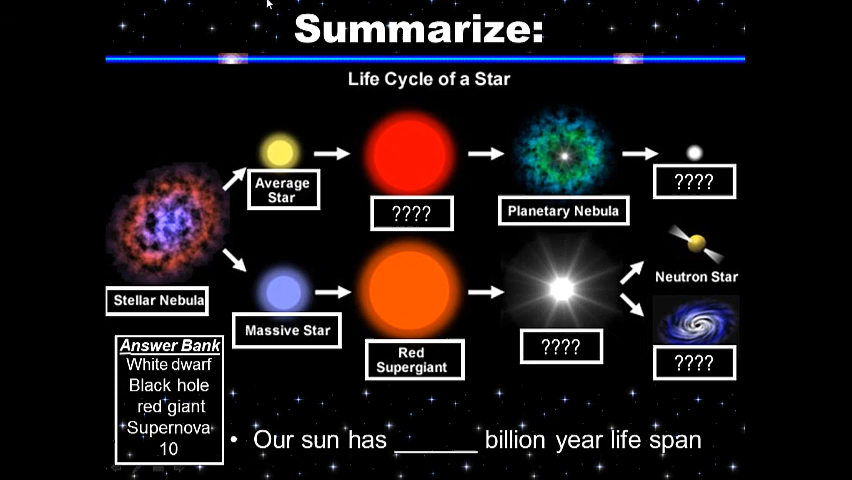 Summarize:
Life Cycle of a Star
Average
Star
????
Planetary Nebula
????
Stellar Nebula
Massive Star
Red
Supergiant
????
Neutron Star
????
Answer Bank
White dwarf
Black hole
red giant
Supernova
10
• Our sun has ______ billion year life span